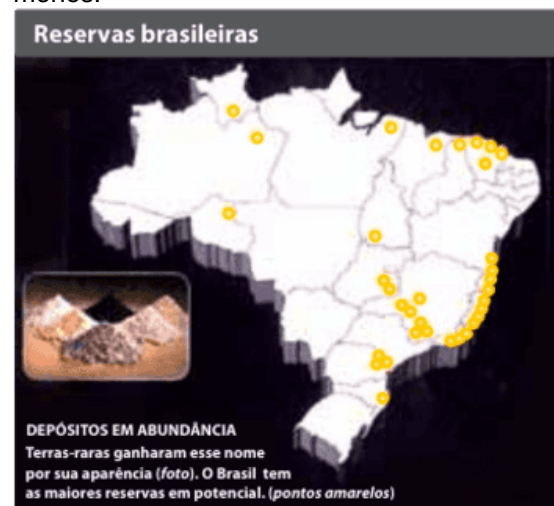 menos.
Reservas brasileiras
DEPÓSITOS EM ABUNDÂNCIA
Terras-raras ganharam esse nome
por sua aparência (foto). O Brasil tem
as maiores reservas em potencial. (pontos amarelos)